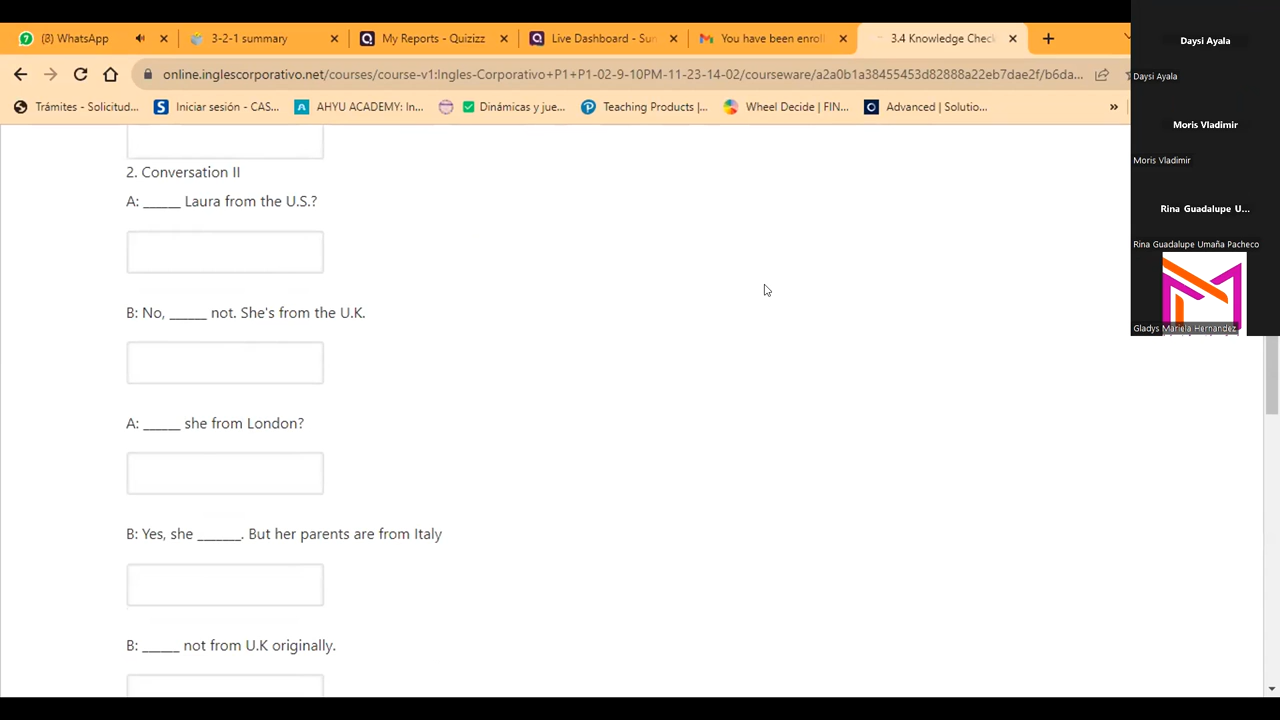 (8) WhatsApp
3-2-1 summary
My Reports - Quizizz
Live Dashboard - Sun
You have been enrol
3.4 Knowledge Chec
online.inglescorporativo.net/courses/course-v1:Ingles-Corporativo+P1+P1-02-9-10PM-11-23-14-02/courseware/a2a0b1a38455453d82888a22eb7dae2f/b6da...
Trámites - Solicitud...
Iniciar sesión - CAS...
AHYU ACADEMY: In...
Dinámicas y jue...
Teaching Products |...
Wheel Decide | FIN...
Advanced | Solutio...
»
2. Conversation II
A: _____ Laura from the U.S.?
B: No, _____ not. She's from the U.K.
A: _____ she from London?
B: Yes, she ______. But her parents are from Italy
B: _____ not from U.K originally.
Daysi Ayala
Daysi Ayala
Moris Vladimir
Moris Vladimir
Rina Guadalupe U...
Rina Guadalupe Umaña Pacheco
Gladys Mariela Hernandez